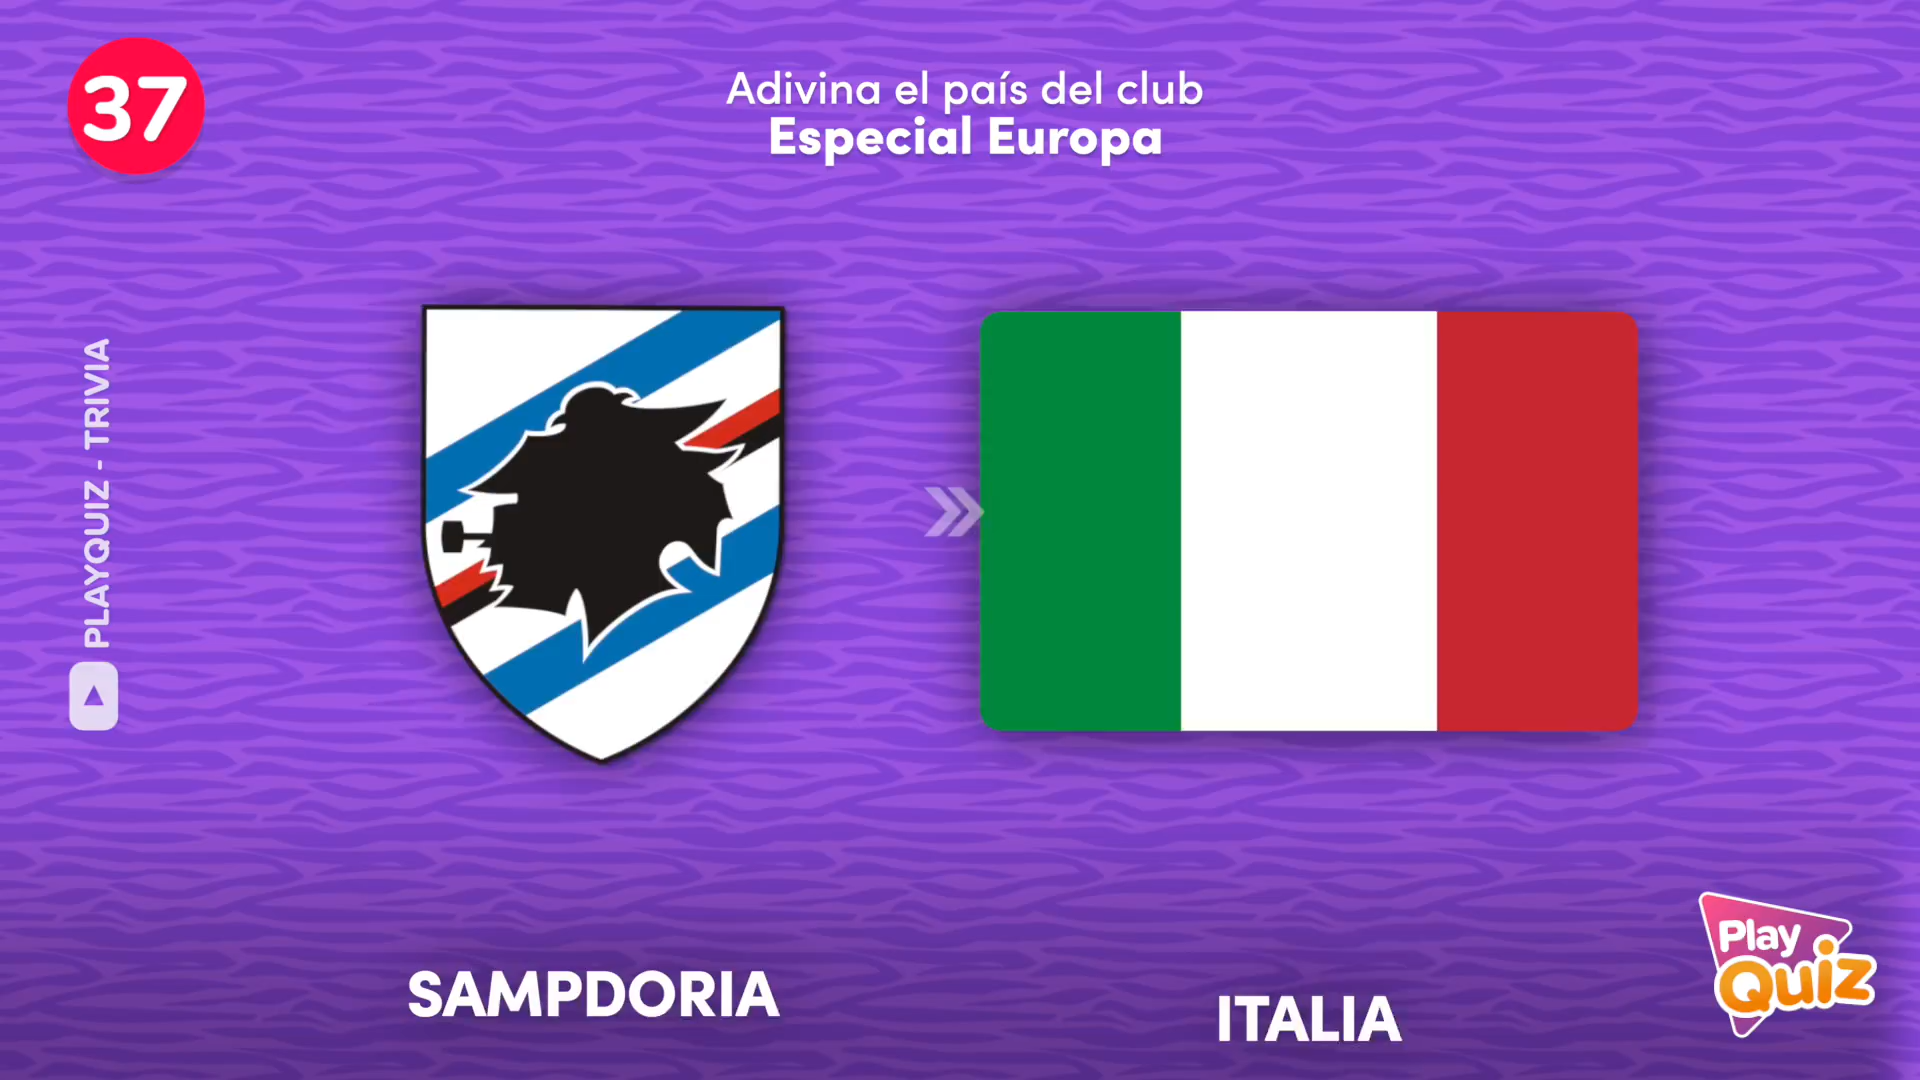 37
Adivina el país del club
Especial Europa
PLAYQUIZ - TRIVIA
SAMPDORIA
ITALIA
Play
Quiz